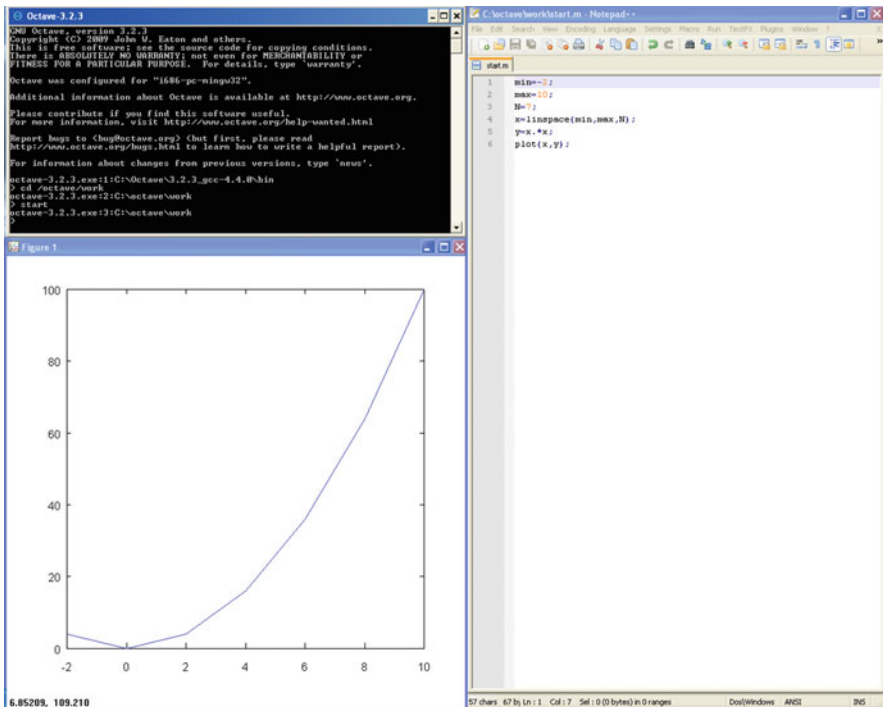 Octave-3.2.3
GNU Octave, version 3.2.3
Copyright (C) 2009 John W. Eaton and others.
This is free software; see the source code for copying conditions.
There is ABSOLUTELY NO WARRANTY; not even for MERCHANTABILITY or
FITNESS FOR A PARTICULAR PURPOSE.  For details, type `warranty'.
Octave was configured for "i686-pc-mingw32".
Additional information about Octave is available at http://www.octave.org.
Please contribute if you find this software useful.
For more information, visit http://www.octave.org/help-wanted.html
Report bugs to <bug@octave.org> (but first, please read
http://www.octave.org/bugs.html to learn how to write a helpful report).
For information about changes from previous versions, type `news'.
octave-3.2.3.exe:1:C:\Octave\3.2.3_gcc-4.4.0\bin
> cd /octave/work
octave-3.2.3.exe:2:C:\octave\work
> start
octave-3.2.3.exe:3:C:\octave\work
>
C:\octave\work\start.m - Notepad++
File Edit Search View Encoding Language Settings Macro Run TextFX Plugins Window ? X
start.m
1 min=-2;
2 max=10;
3 N=7;
4 x=linspace(min,max,N);
5 y=x.*x;
6 plot(x,y);
Figure 1
100
80
60
40
20
0
-2 0 2 4 6 8 10
6.85209, 109.210
57 chars 67 by Ln : 1 Col : 7 Sel : 0 (0 bytes) in 0 ranges Dos\Windows ANSI INS